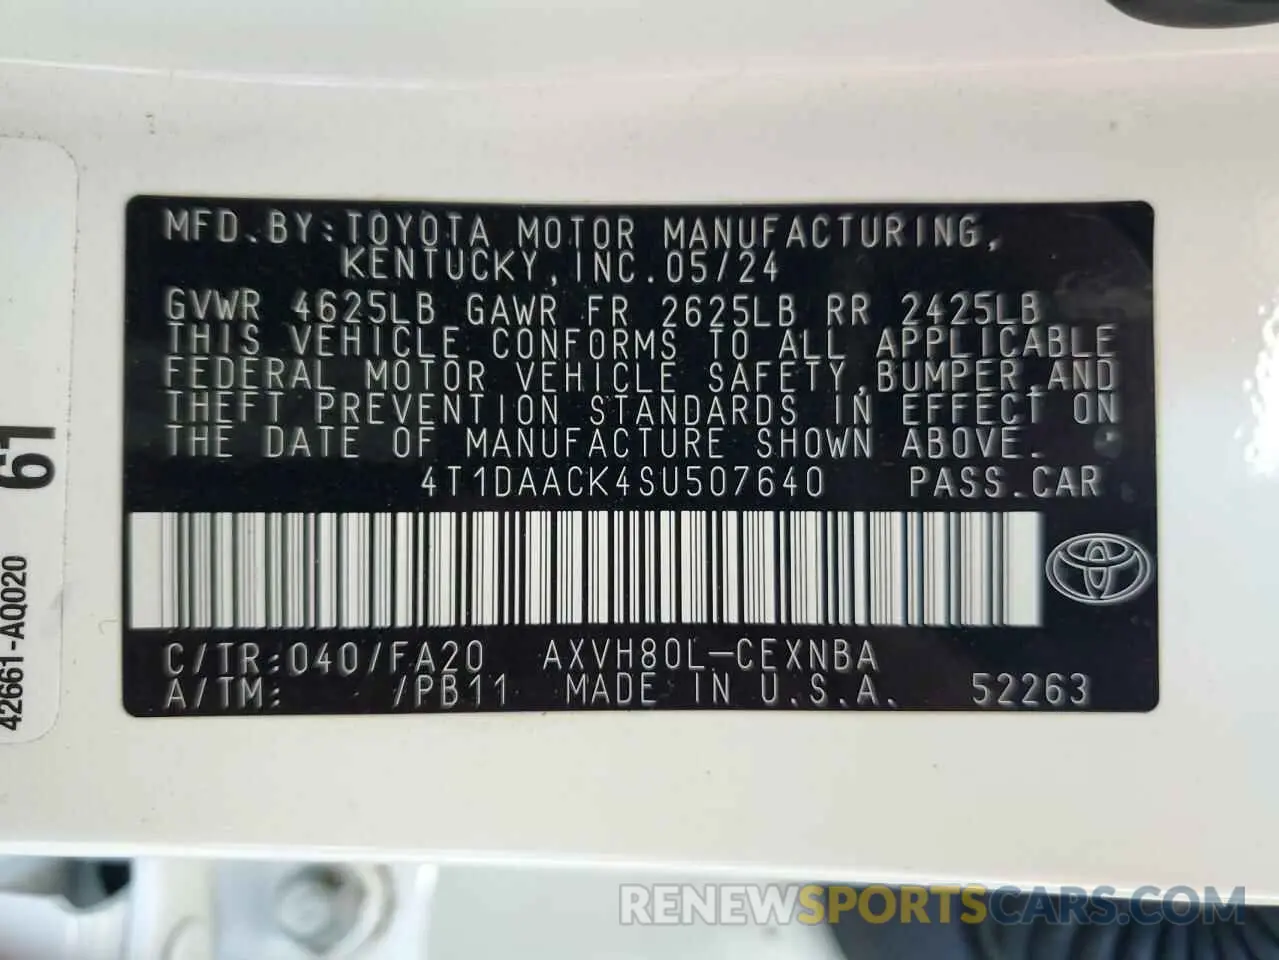 MFD.BY:TOYOTA MOTOR MANUFACTURING,
KENTUCKY,INC.05/24
GVWR 4625LB GAWR FR 2625LB RR 2425LB
THIS VEHICLE CONFORMS TO ALL APPLICABLE
FEDERAL MOTOR VEHICLE SAFETY,BUMPER,AND
THEFT PREVENTION STANDARDS IN EFFECT ON
THE DATE OF MANUFACTURE SHOWN ABOVE.
4T1DAACK4SU507640 PASS.CAR
C/TR:040/FA20 AXVH80L-CEXNBA
A/TM: /PB11 MADE IN U.S.A. 52263
61
42661-AQ020
RENEWSPORTSCARS.COM